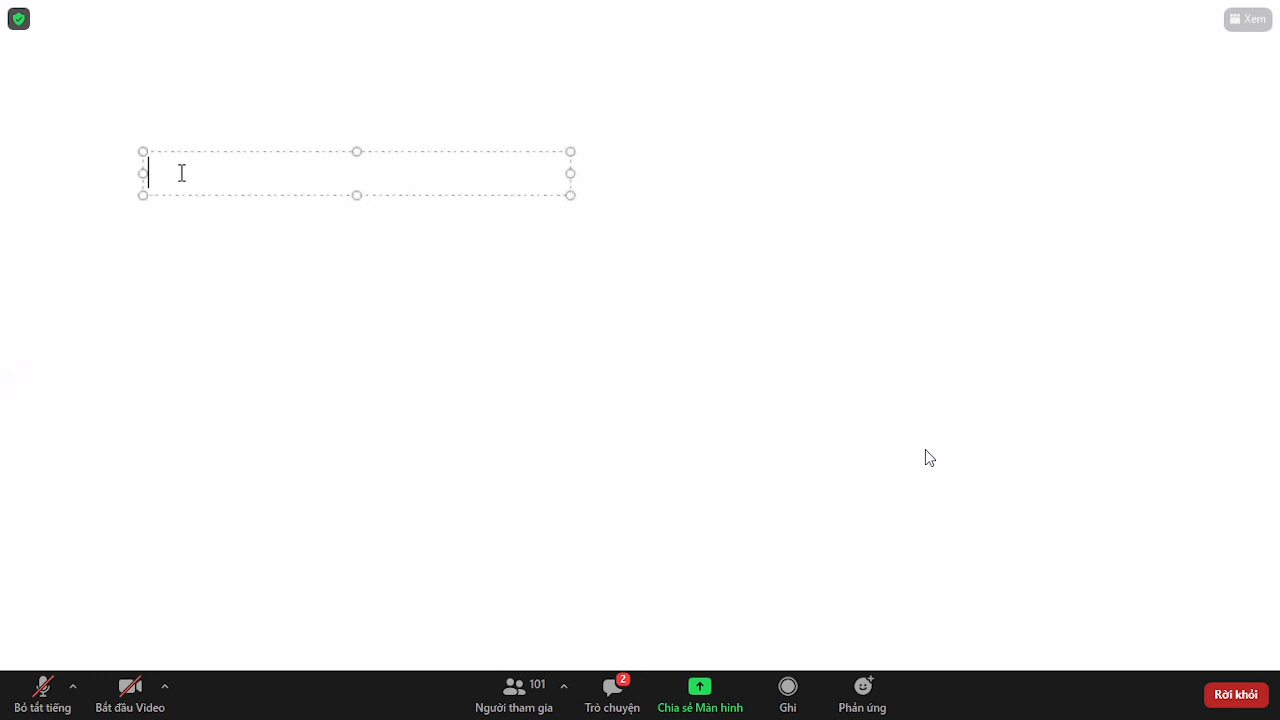 Xem
Bỏ tắt tiếng
Bắt đầu Video
101
Người tham gia
2
Trò chuyện
Chia sẻ Màn hình
Ghi
Phản ứng
Rời khỏi